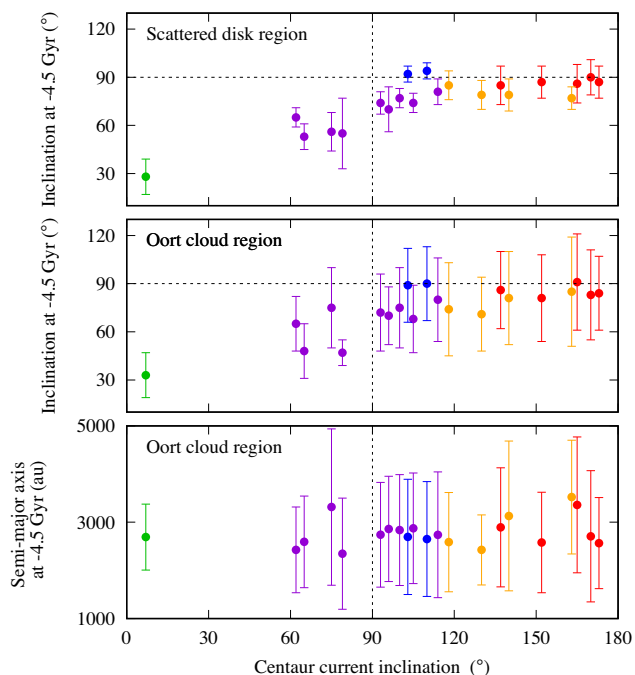 Inclination at -4.5 Gyr (°)
120
90
60
30
Scattered disk region
Inclination at -4.5 Gyr (°)
120
90
60
30
Oort cloud region
Semi-major axis
at -4.5 Gyr (au)
5000
3000
1000
Oort cloud region
0 30 60 90 120 150 180
Centaur current inclination (°)